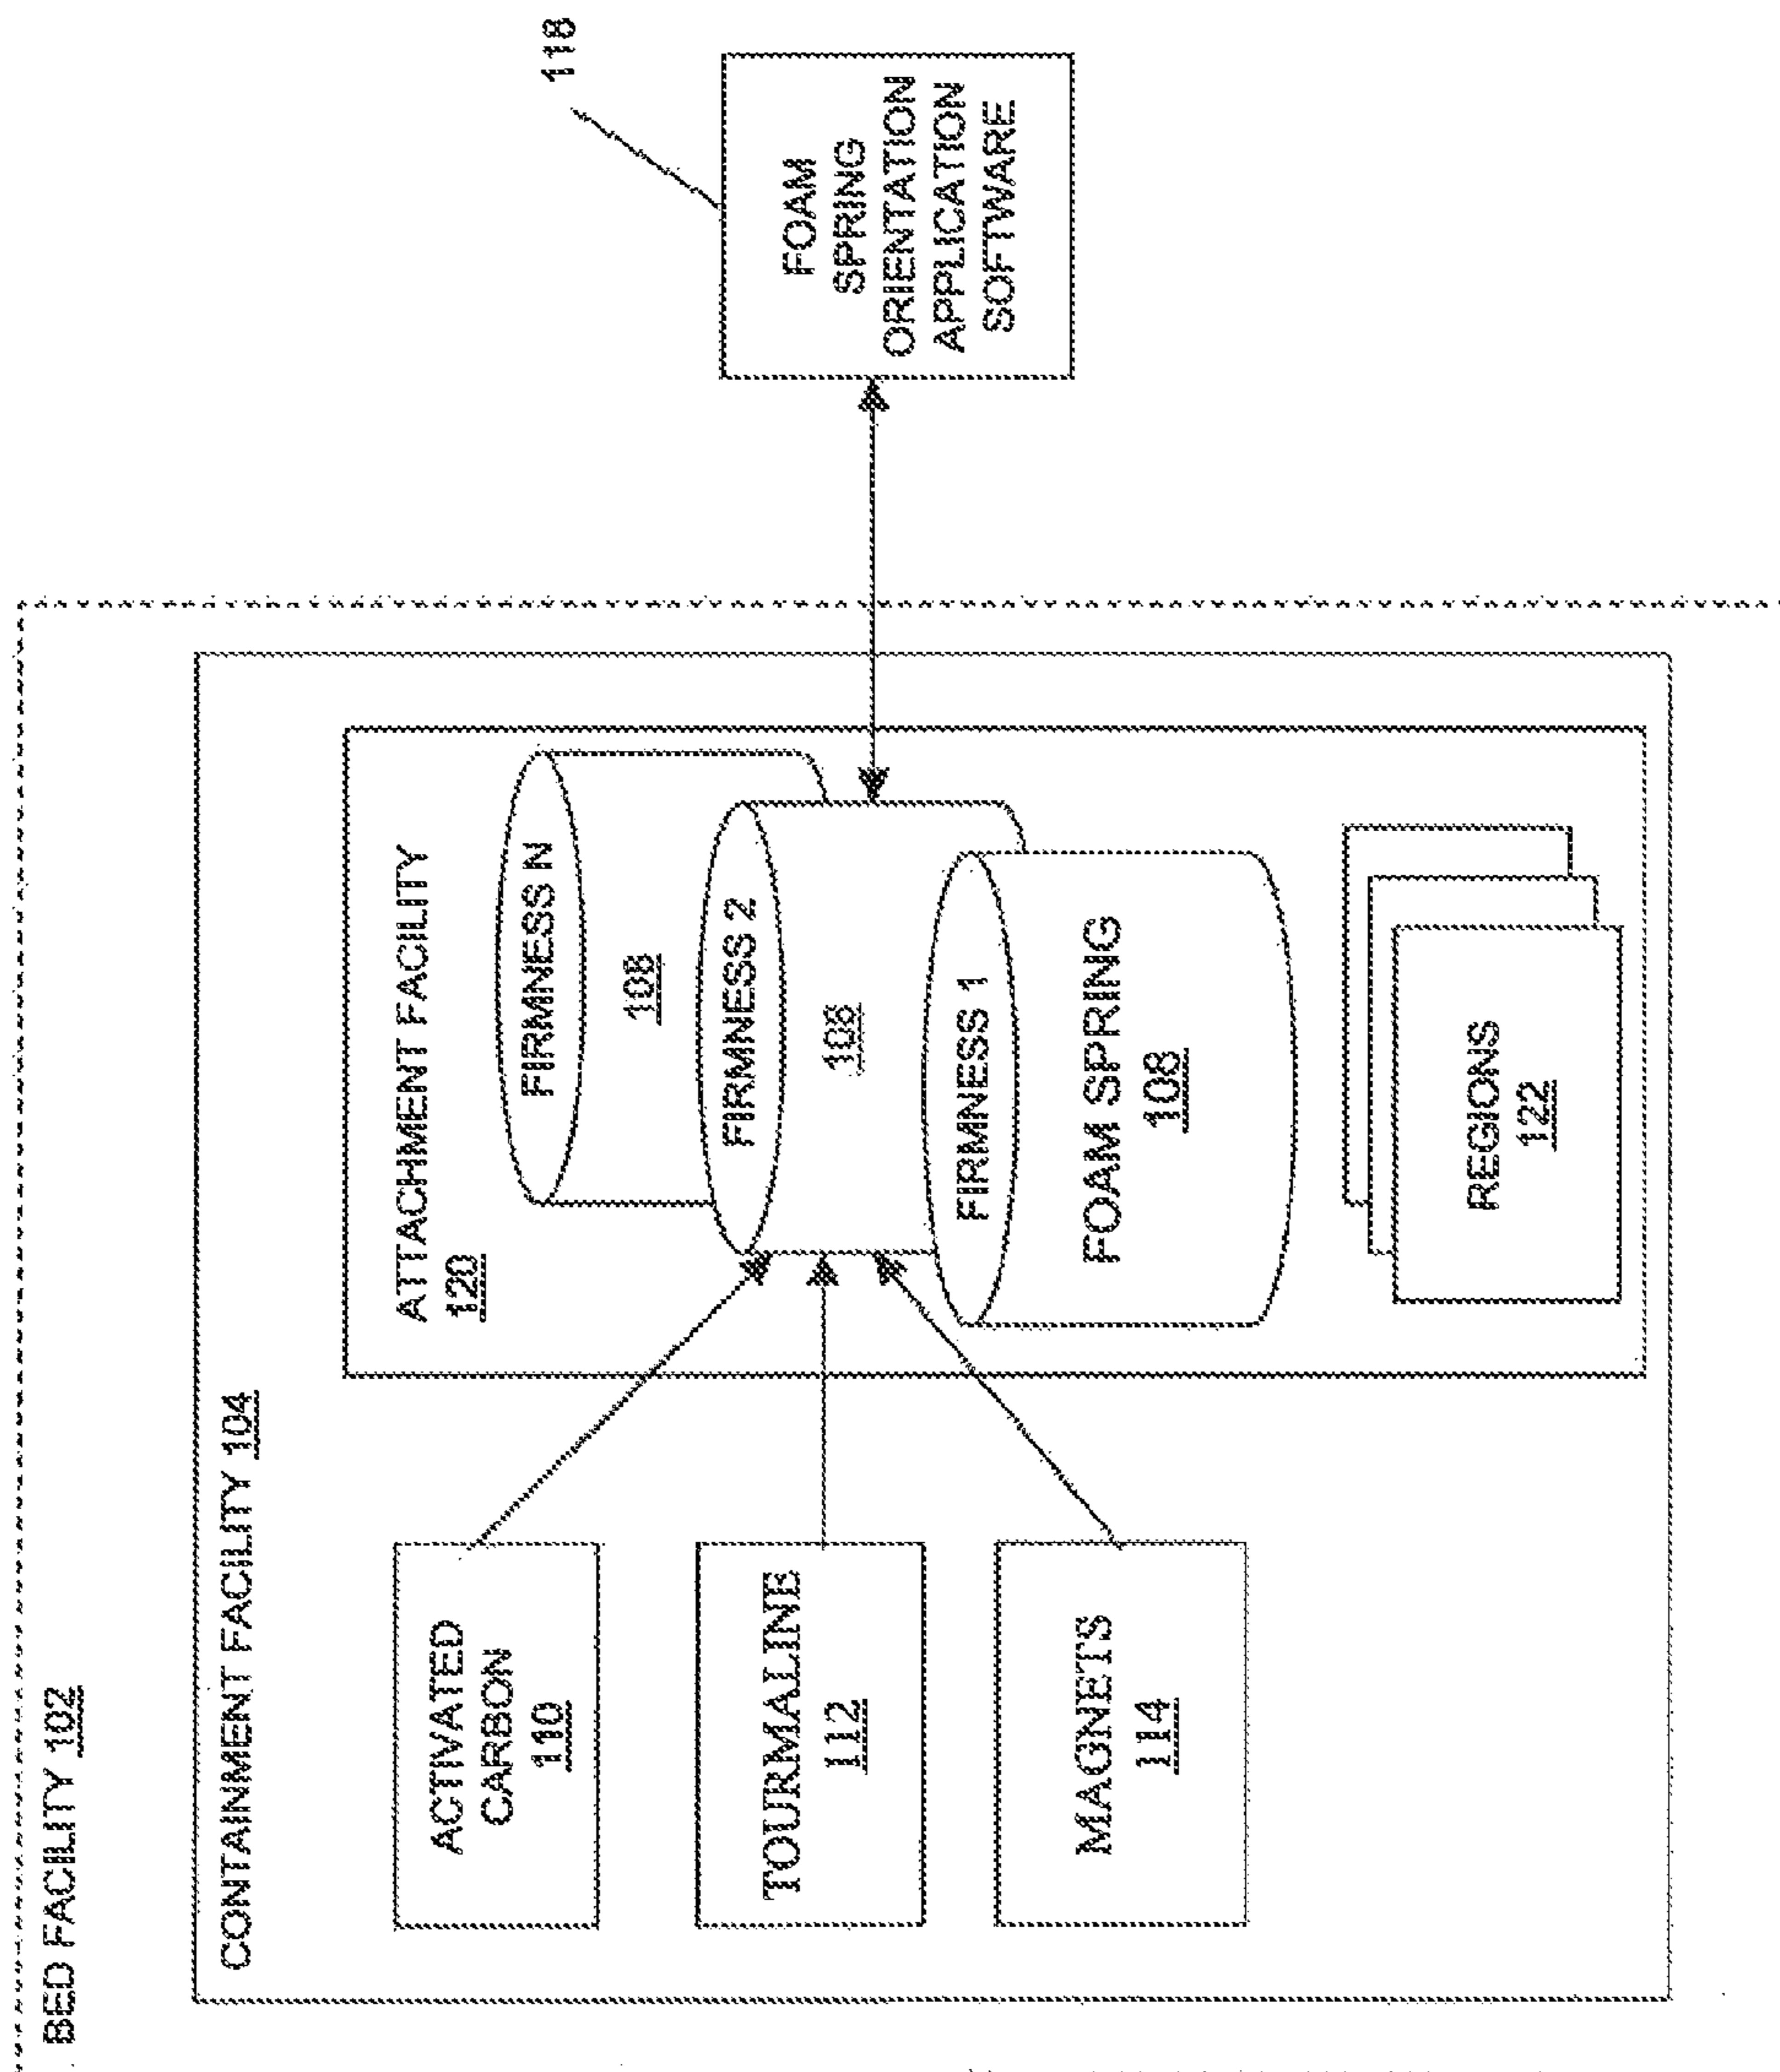 BED FACILITY 102
CONTAINMENT FACILITY 104
ACTIVATED
CARBON
110
TOURMALINE
112
MAGNETS
114
ATTACHMENT FACILITY
120
FIRMNESS N
108
FIRMNESS 2
108
FIRMNESS 1
FOAM SPRING
108
REGIONS
122
118
FOAM
SPRING
ORIENTATION
APPLICATION
SOFTWARE